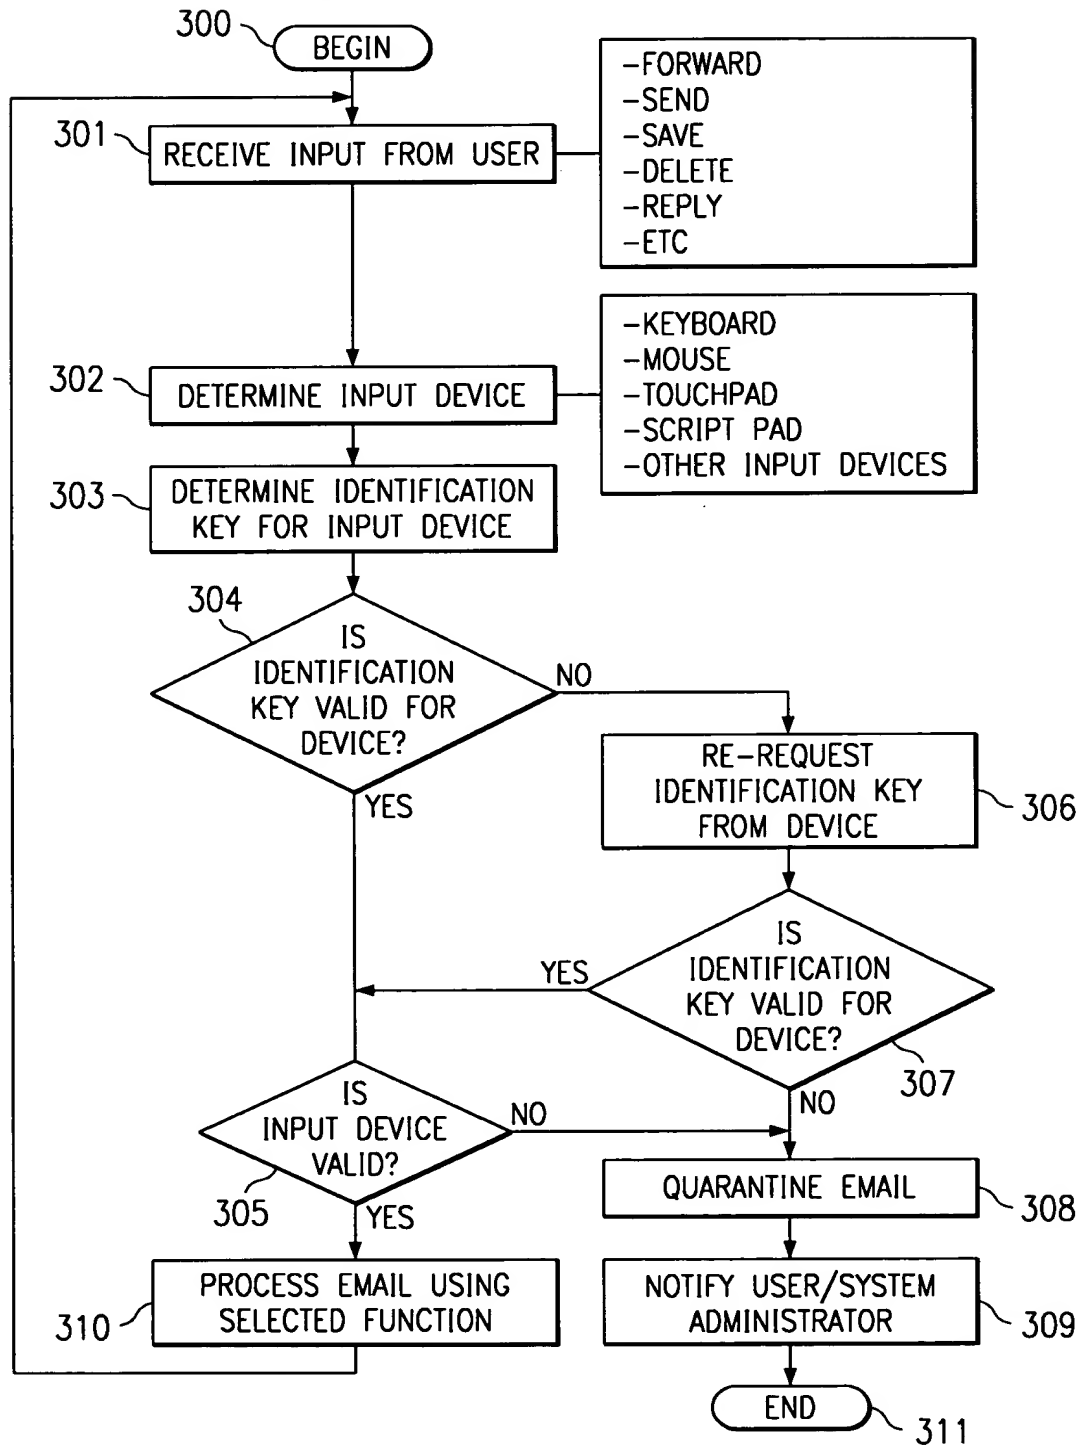 300
BEGIN
301
RECEIVE INPUT FROM USER
-FORWARD
-SEND
-SAVE
-DELETE
-REPLY
-ETC
302
DETERMINE INPUT DEVICE
-KEYBOARD
-MOUSE
-TOUCHPAD
-SCRIPT PAD
-OTHER INPUT DEVICES
303
DETERMINE IDENTIFICATION
KEY FOR INPUT DEVICE
304
IS
IDENTIFICATION
KEY VALID FOR
DEVICE?
NO
YES
RE-REQUEST
IDENTIFICATION KEY
FROM DEVICE
306
IS
IDENTIFICATION
KEY VALID FOR
DEVICE?
YES
307
NO
IS
INPUT DEVICE
VALID?
NO
305
YES
QUARANTINE EMAIL
308
PROCESS EMAIL USING
SELECTED FUNCTION
310
NOTIFY USER/SYSTEM
ADMINISTRATOR
309
END
311